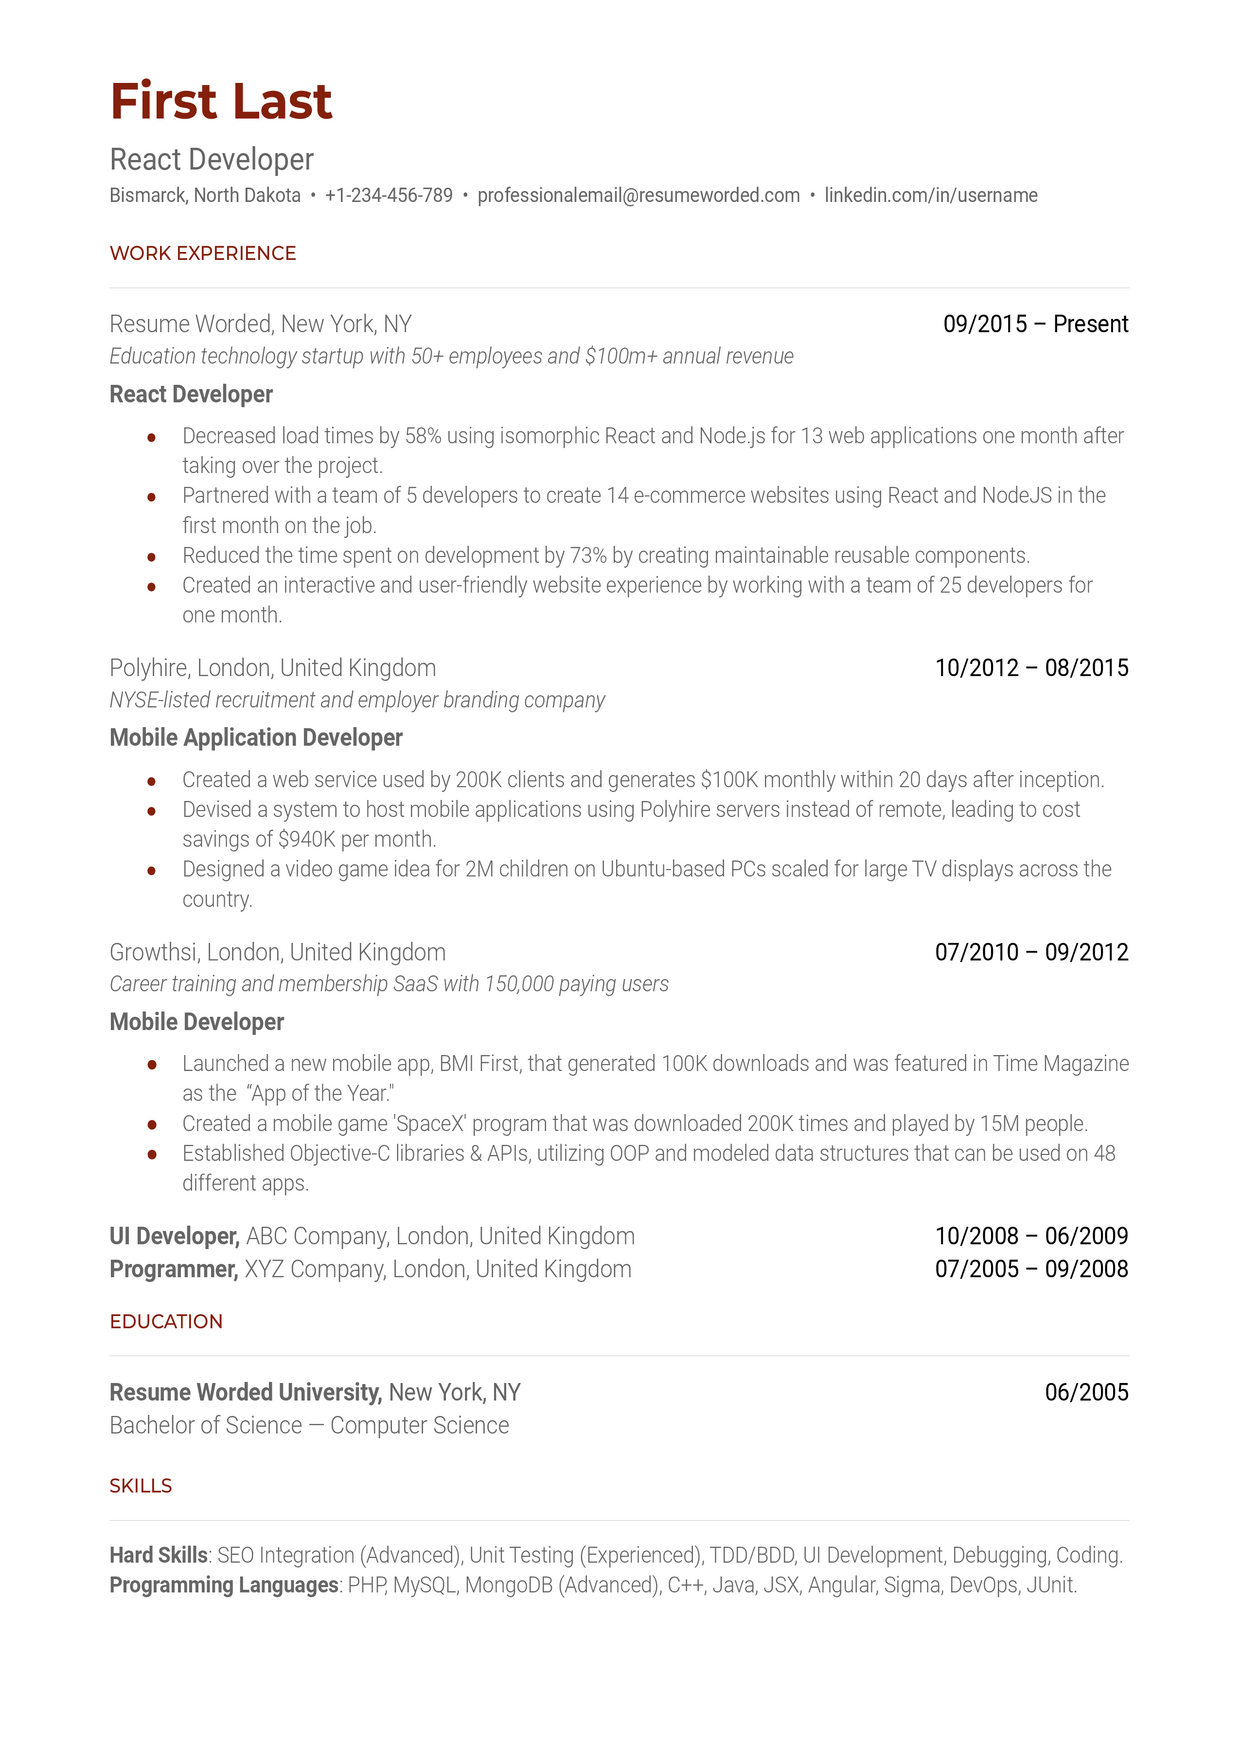 First Last
React Developer
Bismarck, North Dakota • +1-234-456-789 • professionalemail@resumeworded.com • linkedin.com/in/username
WORK EXPERIENCE
Resume Worded, New York, NY 09/2015 – Present
Education technology startup with 50+ employees and $100m+ annual revenue
React Developer
● Decreased load times by 58% using isomorphic React and Node.js for 13 web applications one month after
taking over the project.
● Partnered with a team of 5 developers to create 14 e-commerce websites using React and NodeJS in the
first month on the job.
● Reduced the time spent on development by 73% by creating maintainable reusable components.
● Created an interactive and user-friendly website experience by working with a team of 25 developers for
one month.
Polyhire, London, United Kingdom 10/2012 – 08/2015
NYSE-listed recruitment and employer branding company
Mobile Application Developer
● Created a web service used by 200K clients and generates $100K monthly within 20 days after inception.
● Devised a system to host mobile applications using Polyhire servers instead of remote, leading to cost
savings of $940K per month.
● Designed a video game idea for 2M children on Ubuntu-based PCs scaled for large TV displays across the
country.
Growthsi, London, United Kingdom 07/2010 – 09/2012
Career training and membership SaaS with 150,000 paying users
Mobile Developer
● Launched a new mobile app, BMI First, that generated 100K downloads and was featured in Time Magazine
as the “App of the Year."
● Created a mobile game 'SpaceX' program that was downloaded 200K times and played by 15M people.
● Established Objective-C libraries & APIs, utilizing OOP and modeled data structures that can be used on 48
different apps.
UI Developer, ABC Company, London, United Kingdom 10/2008 – 06/2009
Programmer, XYZ Company, London, United Kingdom 07/2005 – 09/2008
EDUCATION
Resume Worded University, New York, NY 06/2005
Bachelor of Science — Computer Science
SKILLS
Hard Skills: SEO Integration (Advanced), Unit Testing (Experienced), TDD/BDD, UI Development, Debugging, Coding.
Programming Languages: PHP, MySQL, MongoDB (Advanced), C++, Java, JSX, Angular, Sigma, DevOps, JUnit.